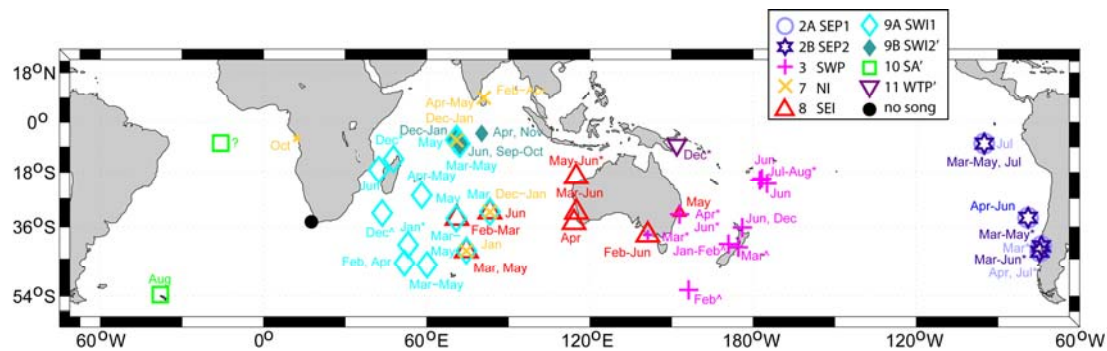 2A SEP1
9A SWI1
2B SEP2
9B SWI2'
3 SWP
10 SA'
7 NI
11 WTP'
8 SEI
no song
18°N
0°
18°S
36°S
54°S
60°W
0°
60°E
120°E
180°W
120°W
60°W
?
Aug
Oct
Apr-May
Feb-Apr
Dec-Jan
Dec-Jan
May
Apr, Nov
Jun, Sep-Oct
Mar-May
Dec*
Jun
Apr-May
May
Mar,
Dec-Jan
Jun
Feb-Mar
Dec^
Jan*
Mar-
May
Jan
Feb, Apr
Mar, May
Mar-May
May-Jun*
Mar-Jun
Apr
Feb-Jun
Mar*
May
Apr*
Jun*
Dec*
Jun
Jul-Aug*
Jun
Jun, Dec
Jan-Feb^
Mar^
Feb^
Jul
Mar-May, Jul
Apr-Jun
Mar-May*
Mar*
Mar-Jun*
Apr, Jul*